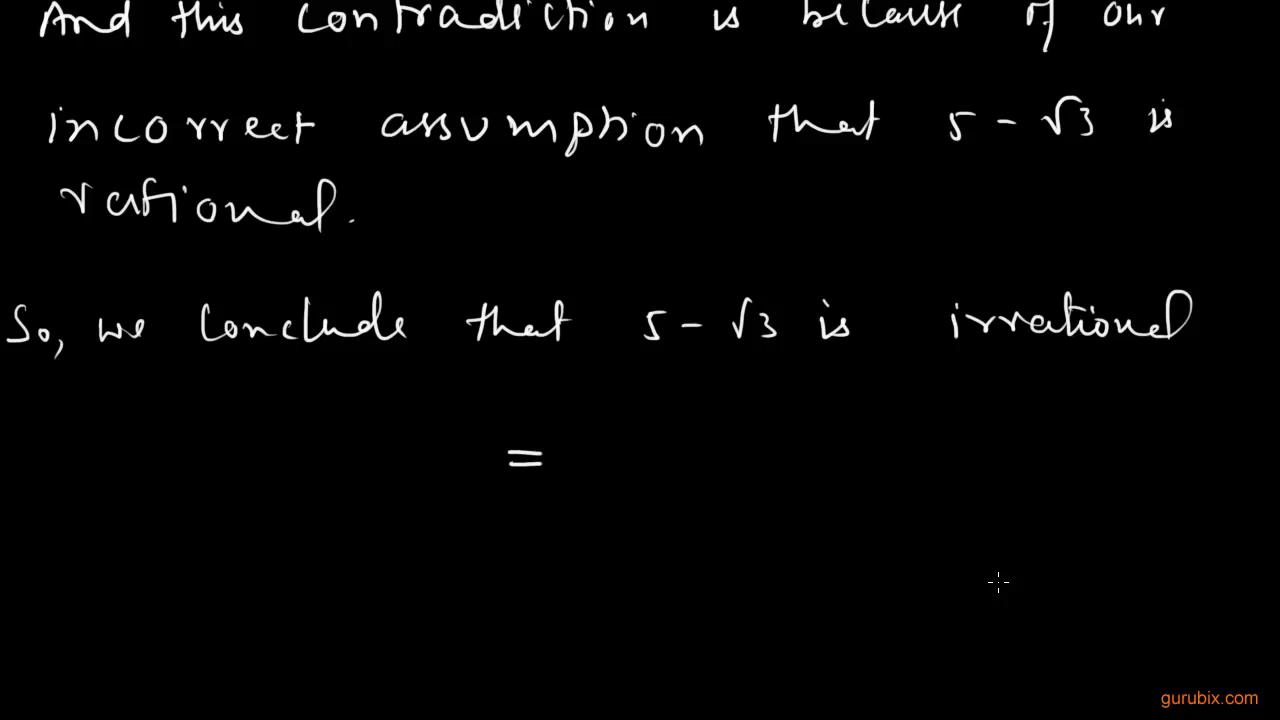 And this contradiction is because of our
incorrect assumption that 5 - √3 is
rational.
So, we conclude that 5 - √3 is irrational
=
gurubix.com